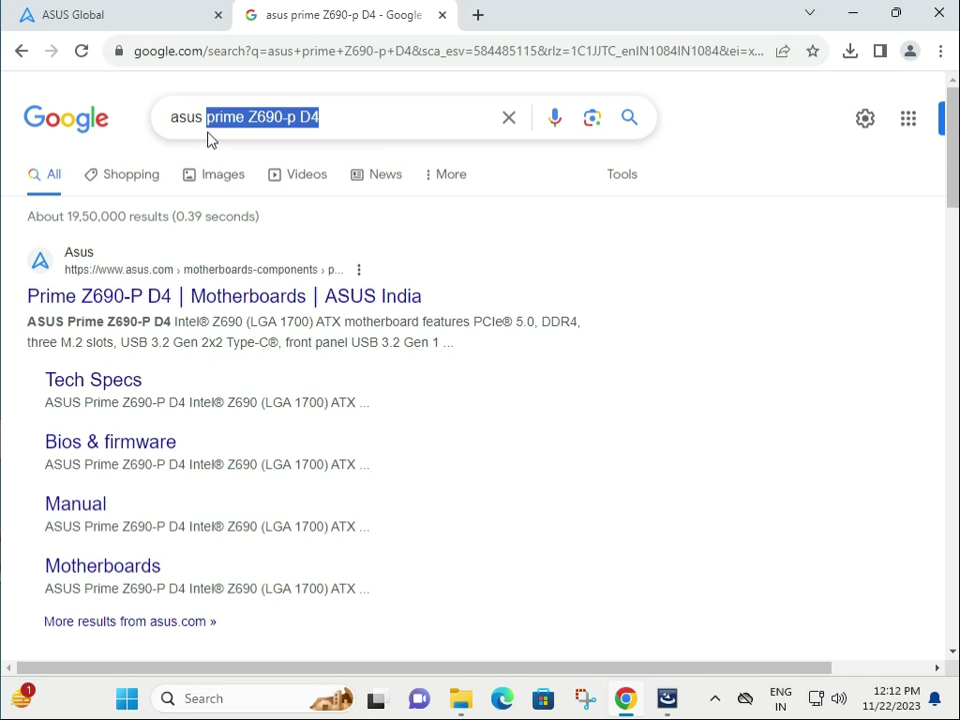 ASUS Global
asus prime Z690-p D4 - Google
google.com/search?q=asus+prime+Z690-p+D4&sca_esv=584485115&rlz=1C1JJTC_enIN1084IN1084&ei=x...
Google
asus prime Z690-p D4
All
Shopping
Images
Videos
News
More
Tools
About 19,50,000 results (0.39 seconds)
Asus
https://www.asus.com › motherboards-components › p...
Prime Z690-P D4 | Motherboards | ASUS India
ASUS Prime Z690-P D4 Intel® Z690 (LGA 1700) ATX motherboard features PCIe® 5.0, DDR4,
three M.2 slots, USB 3.2 Gen 2x2 Type-C®, front panel USB 3.2 Gen 1 ...
Tech Specs
ASUS Prime Z690-P D4 Intel® Z690 (LGA 1700) ATX ...
Bios & firmware
ASUS Prime Z690-P D4 Intel® Z690 (LGA 1700) ATX ...
Manual
ASUS Prime Z690-P D4 Intel® Z690 (LGA 1700) ATX ...
Motherboards
ASUS Prime Z690-P D4 Intel® Z690 (LGA 1700) ATX ...
More results from asus.com »
1
Search
ENG
IN
12:12 PM
11/22/2023